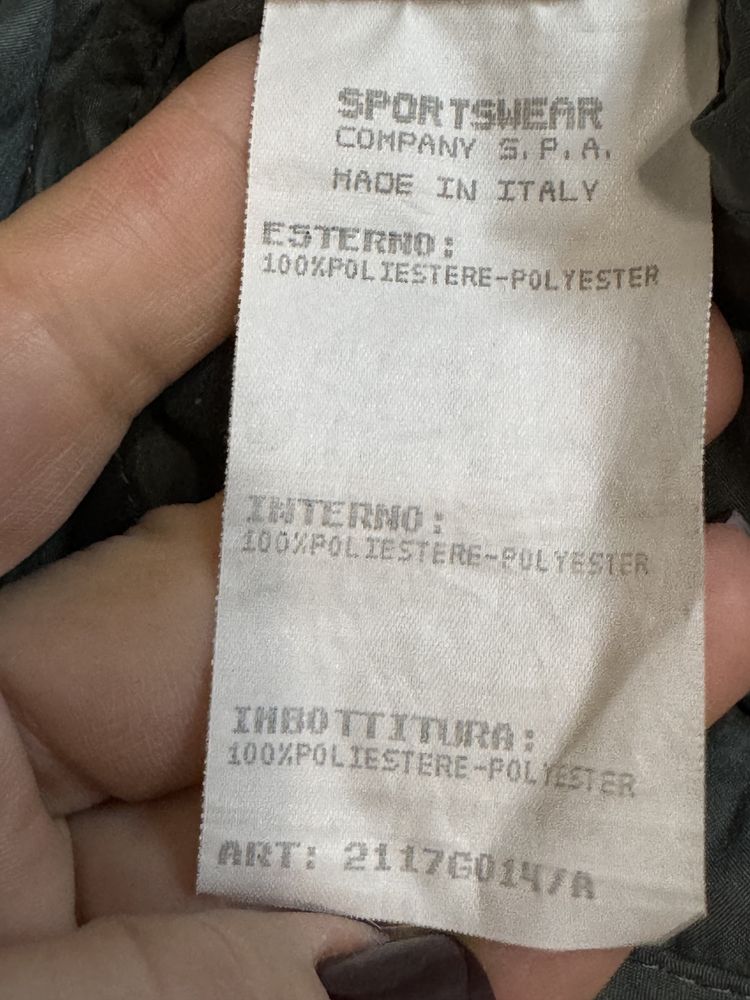 SPORTSWEAR
COMPANY S.P.A.
MADE IN ITALY
ESTERNO:
100%POLIESTERE-POLYESTER
INTERNO:
100%POLIESTERE-POLYESTER
IMBOTTITURA:
100%POLIESTERE-POLYESTER
ART: 2117G014/A